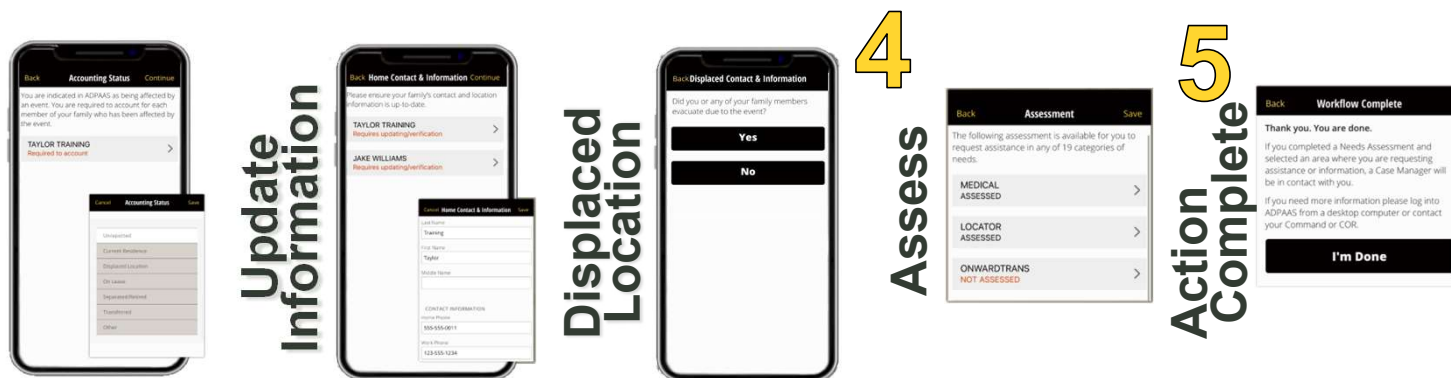 Back Accounting Status Continue
You are indicated in ADPAAS as being affected by
an event. You are required to account for each
member of your family who has been affected by
the event.
TAYLOR TRAINING
Required to account
Cancel Accounting Status Save
Unreported
Current Residence
Displaced Location
On Leave
Separated/Retired
Transferred
Other
Update
Information
Back Home Contact & Information Continue
Please ensure your family's contact and location
information is up-to-date.
TAYLOR TRAINING
Requires updating/verification
JAKE WILLIAMS
Requires updating/verification
Cancel Home Contact & Information Save
Last Name
Training
First Name
Taylor
Middle Name
CONTACT INFORMATION
Home Phone
555-555-0011
Work Phone
123-555-1234
Displaced
Location
Back Displaced Contact & Information
Did you or any of your family members
evacuate due to the event?
Yes
No
4
Assess
Back Assessment Save
The following assessment is available for you to
request assistance in any of 19 categories of
needs.
MEDICAL
ASSESSED
LOCATOR
ASSESSED
ONWARDTRANS
NOT ASSESSED
5
Action
Complete
Back Workflow Complete
Thank you. You are done.
If you completed a Needs Assessment and
selected an area where you are requesting
assistance or information, a Case Manager will
be in contact with you.
If you need more information please log into
ADPAAS from a desktop computer or contact
your Command or COR.
I'm Done